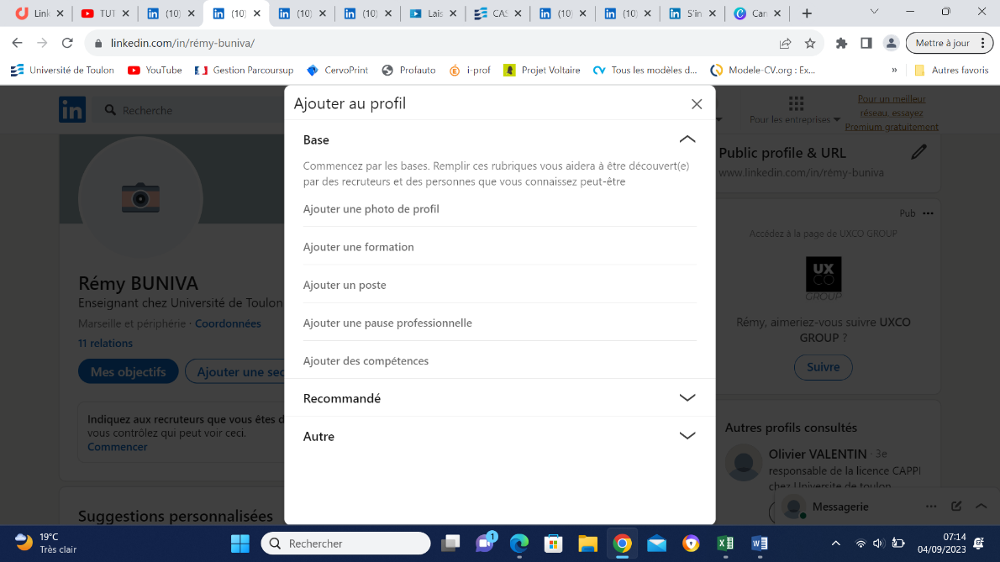 Link
TUT
(10)
(10)
(10)
(10)
Lais
CAS
(10)
(10)
S'in
Can
linkedin.com/in/rémy-buniva/
Mettre à jour
Université de Toulon
YouTube
Gestion Parcoursup
CervoPrint
Profauto
i-prof
Projet Voltaire
Tous les modèles d...
Modele-CV.org : Ex...
»
Autres favoris
in
Recherche
Pour les entreprises
Pour un meilleur
réseau, essayez
Premium gratuitement
Ajouter au profil
Base
Commencez par les bases. Remplir ces rubriques vous aidera à être découvert(e)
par des recruteurs et des personnes que vous connaissez peut-être
Ajouter une photo de profil
Ajouter une formation
Ajouter un poste
Ajouter une pause professionnelle
Ajouter des compétences
Recommandé
Autre
Rémy BUNIVA
Enseignant chez Université de Toulon
Marseille et périphérie · Coordonnées
11 relations
Mes objectifs
Ajouter une sec
Indiquez aux recruteurs que vous êtes d
vous contrôlez qui peut voir ceci.
Commencer
Suggestions personnalisées
Public profile & URL
www.linkedin.com/in/rémy-buniva
Pub
Accédez à la page de UXCO GROUP
UX
CO
GROUP
Rémy, aimeriez-vous suivre UXCO
GROUP ?
Suivre
Autres profils consultés
Olivier VALENTIN · 3e
responsable de la licence CAPPI
chez Universite de toulon
Messagerie
19°C
Très clair
Rechercher
1
07:14
04/09/2023